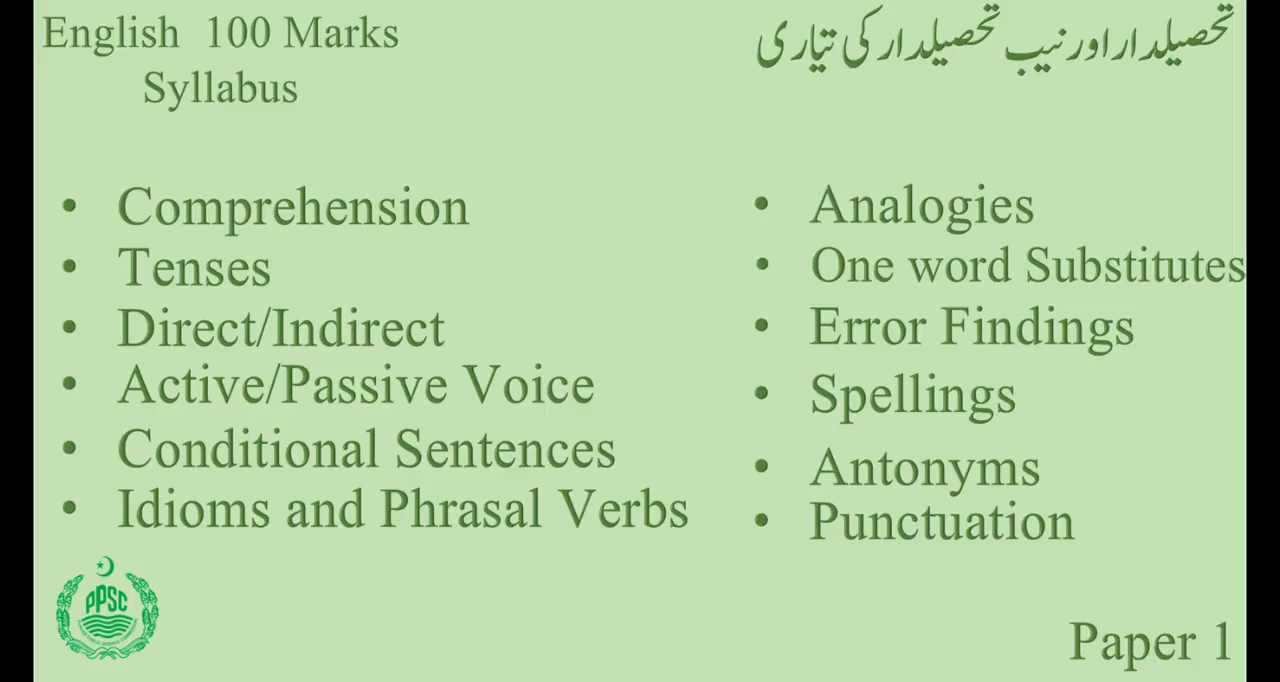 English 100 Marks
Syllabus
تحصیلدار اور نیب تحصیلدار کی تیاری
• Comprehension
• Tenses
• Direct/Indirect
• Active/Passive Voice
• Conditional Sentences
• Idioms and Phrasal Verbs
• Analogies
• One word Substitutes
• Error Findings
• Spellings
• Antonyms
• Punctuation
PPSC
Paper 1